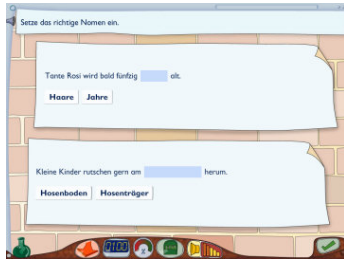 Setze das richtige Nomen ein.
Tante Rosi wird bald fünfzig alt.
Haare Jahre
Kleine Kinder rutschen gern am herum.
Hosenboden Hosenträger